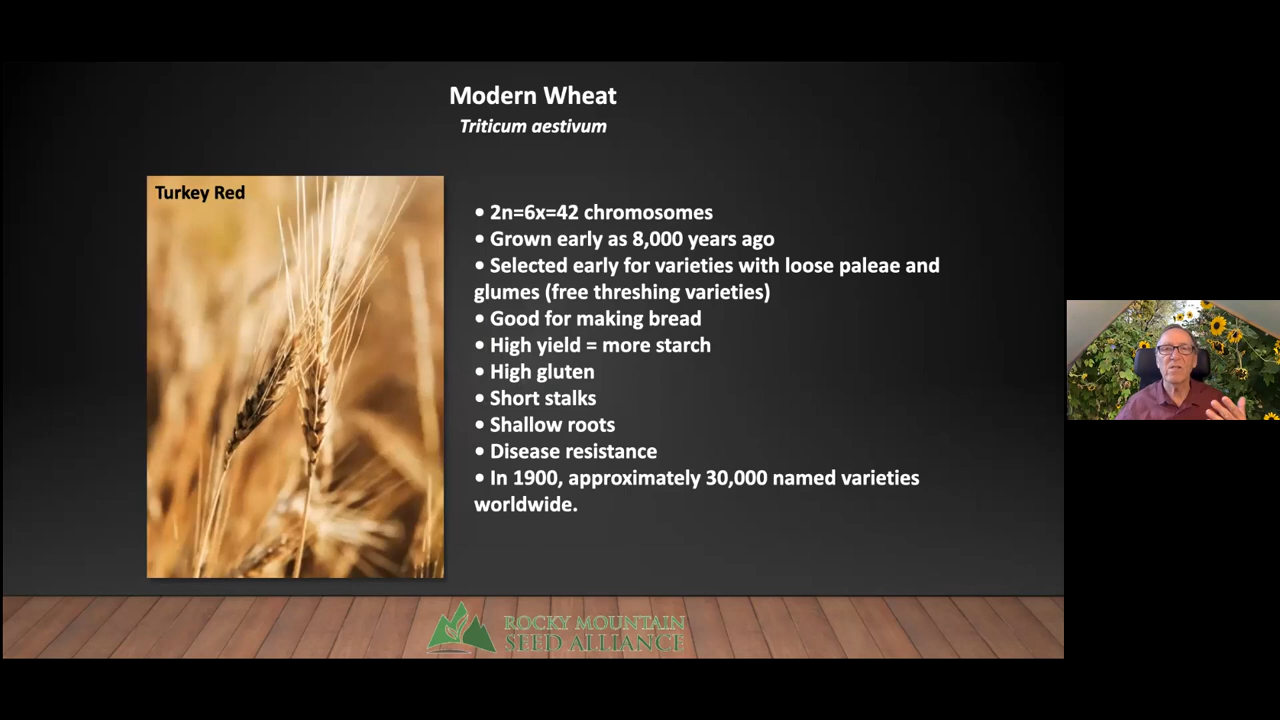 Modern Wheat
Triticum aestivum
Turkey Red
• 2n=6x=42 chromosomes
• Grown early as 8,000 years ago
• Selected early for varieties with loose paleae and
glumes (free threshing varieties)
• Good for making bread
• High yield = more starch
• High gluten
• Short stalks
• Shallow roots
• Disease resistance
• In 1900, approximately 30,000 named varieties
worldwide.
ROCKY MOUNTAIN
SEED ALLIANCE